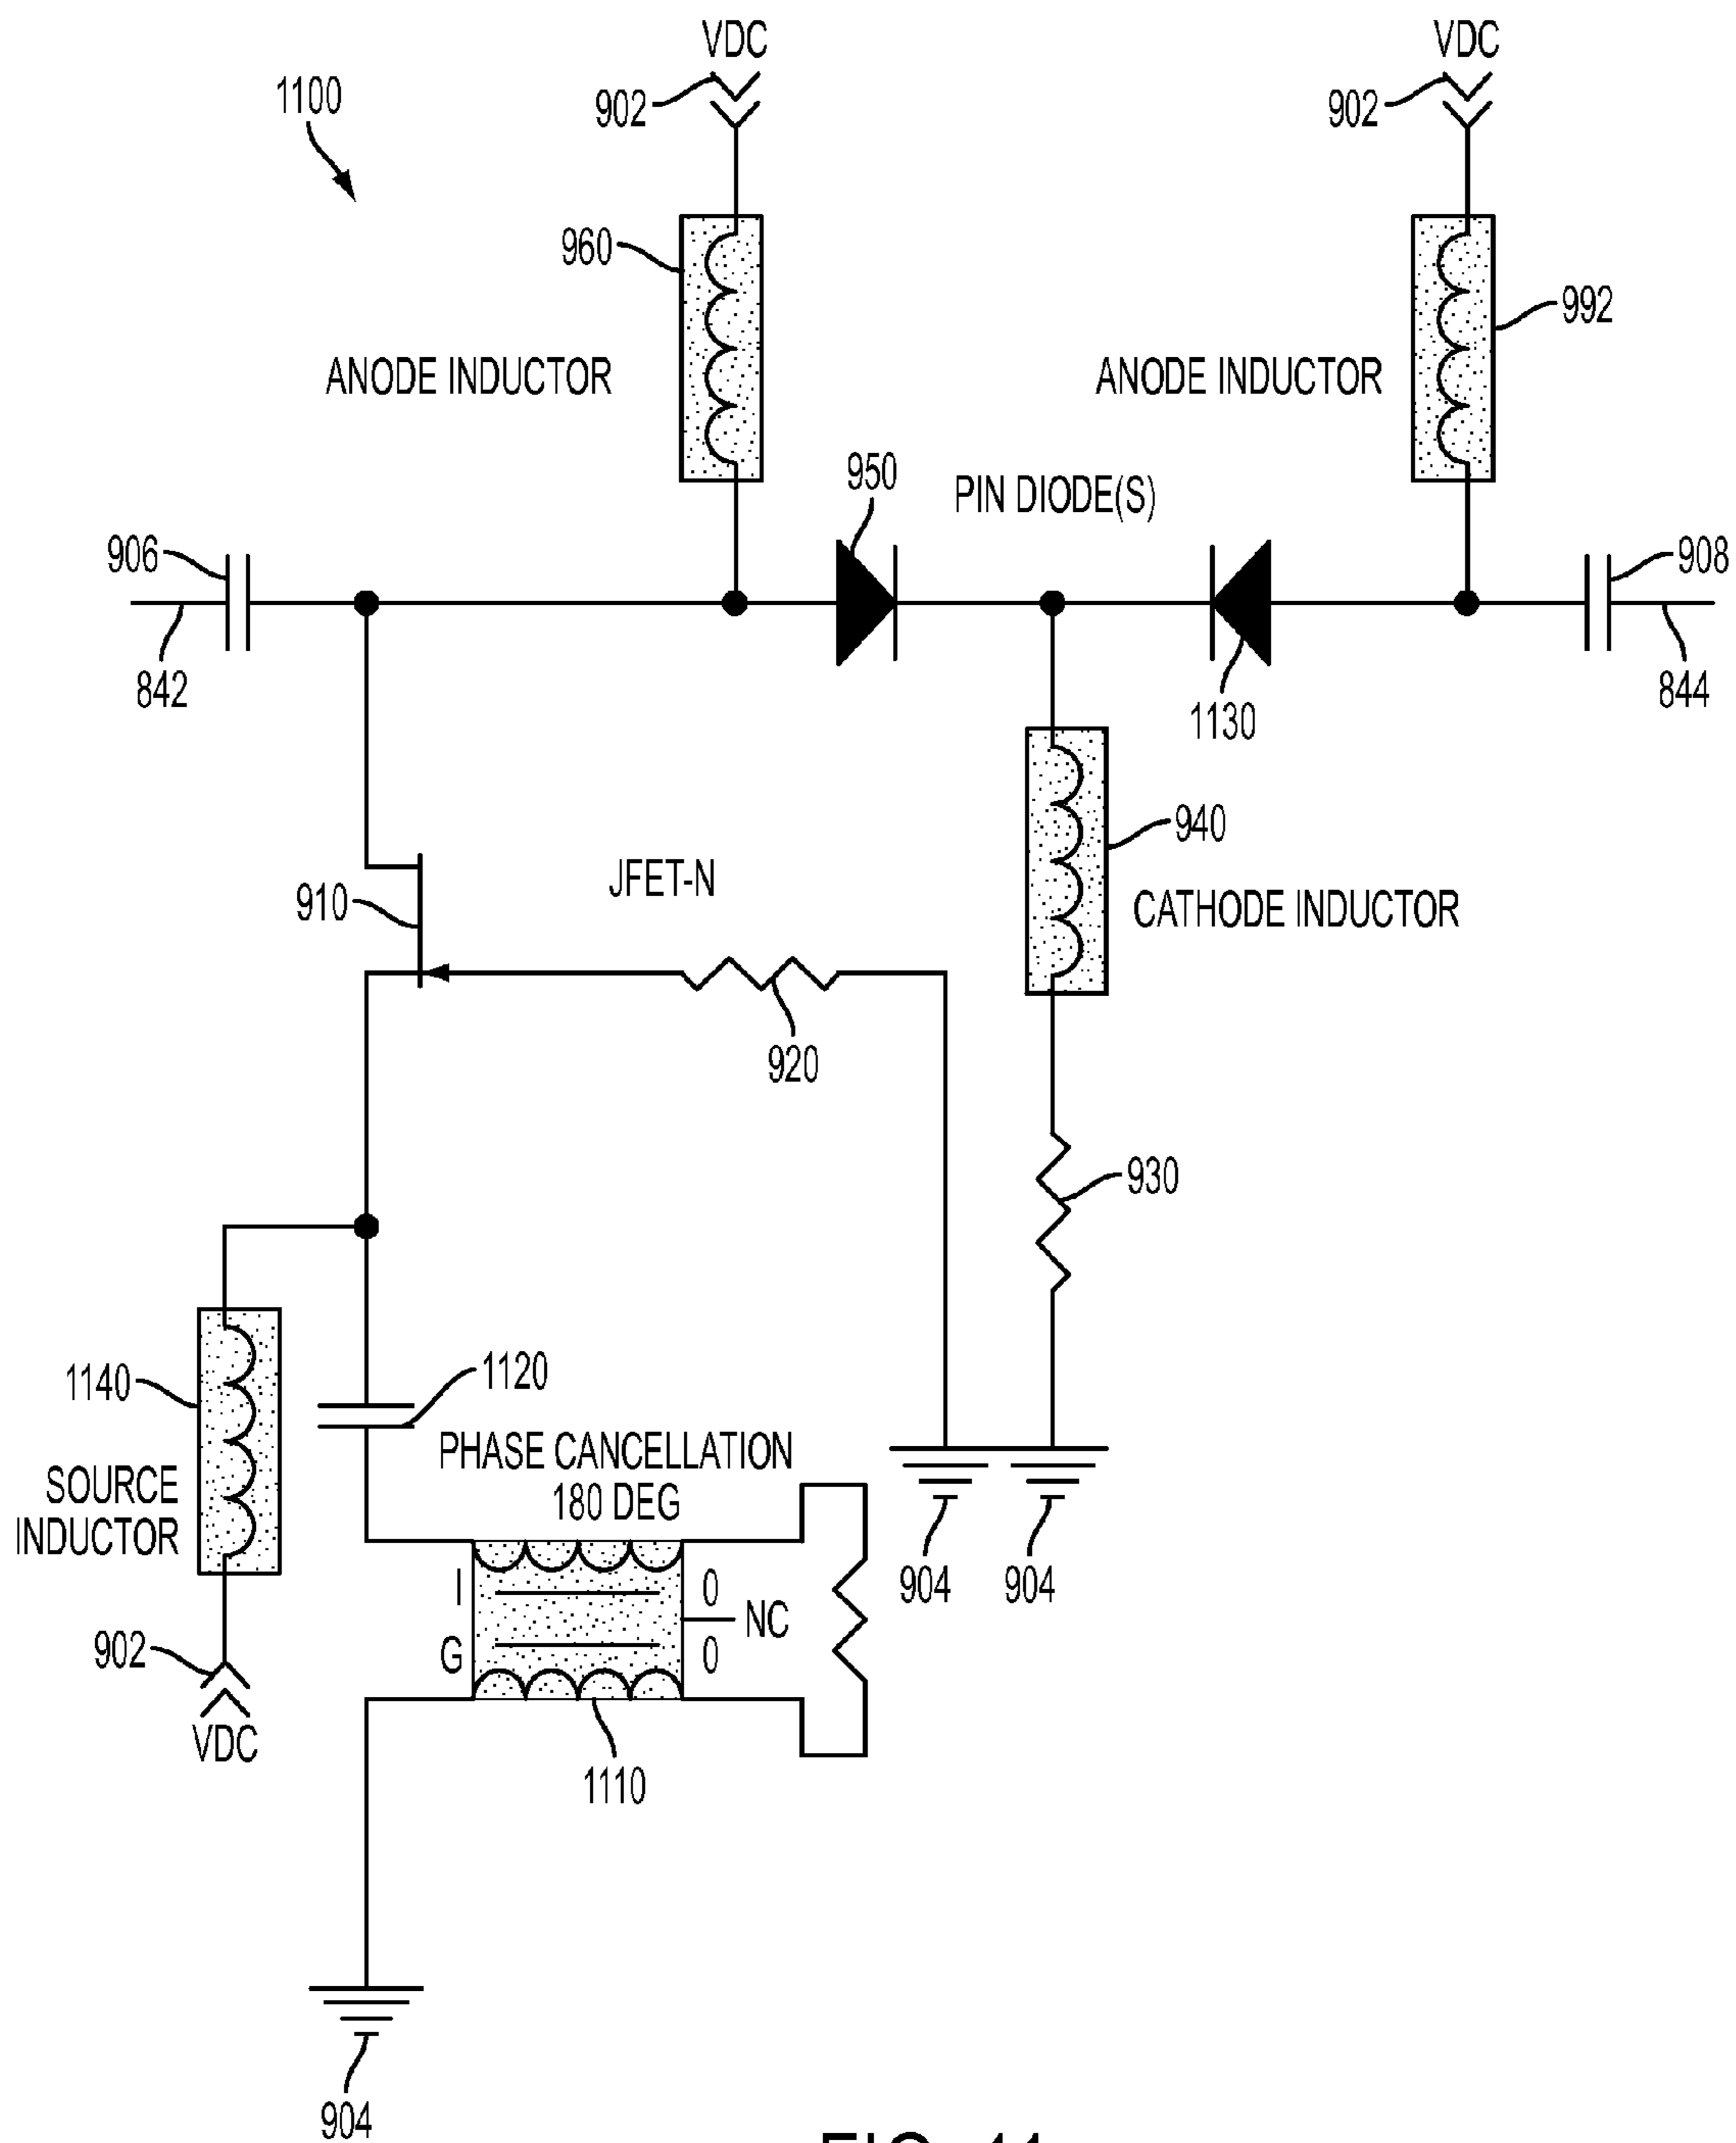 VDC
VDC
1100
902
902
960
992
ANODE INDUCTOR
ANODE INDUCTOR
950
PIN DIODE(S)
906
908
842
844
1130
940
JFET-N
910
CATHODE INDUCTOR
920
930
1140
1120
PHASE CANCELLATION
180 DEG
SOURCE
INDUCTOR
I
0
NC
G
0
904
904
902
VDC
1110
904
FIG. 11